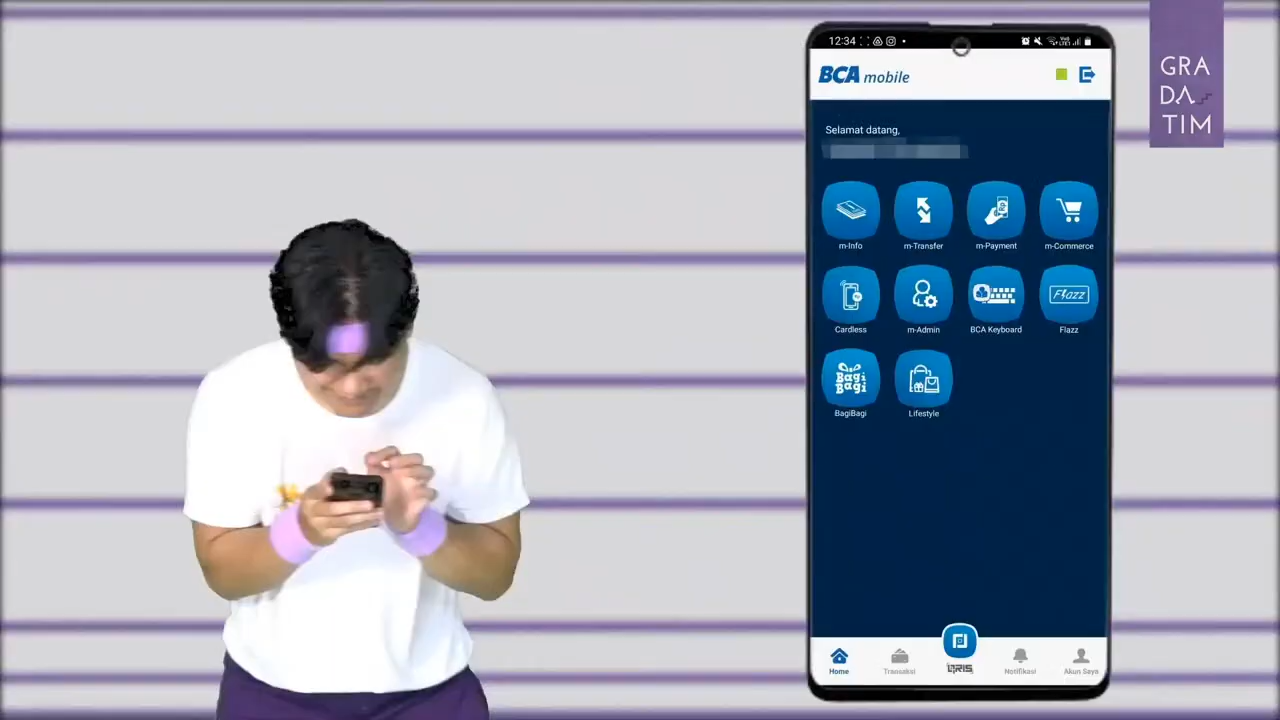 12:34
BCA mobile
GRA
DA
TIM
Selamat datang,
m-Info
m-Transfer
m-Payment
m-Commerce
Cardless
m-Admin
BCA Keyboard
Flazz
Flazz
Bagi
Bagi
BagiBagi
Lifestyle
Home
Transaksi
QRIS
Notifikasi
Akun Saya